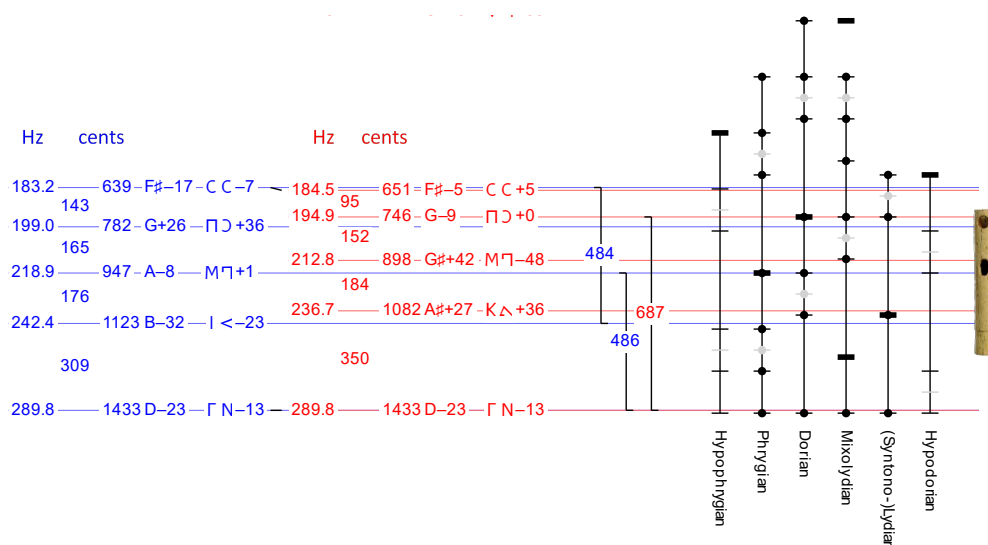 Hz cents Hz cents
183.2 639 F♯–17 C C –7 184.5 651 F♯–5 C C +5
143 95
199.0 782 G+26 Π Ɔ +36 194.9 746 G–9 Π Ɔ +0
165 152
212.8 898 G♯+42 M ㄱ –48
484
218.9 947 A–8 M ㄱ +1
176 184
236.7 1082 A♯+27 K +36
687
242.4 1123 B–32 I < –23
486
309 350
289.8 1433 D–23 Γ N –13 289.8 1433 D–23 Γ N –13
Hypophrygian
Phrygian
Dorian
Mixolydian
(Syntono-)Lydian
Hypodorian